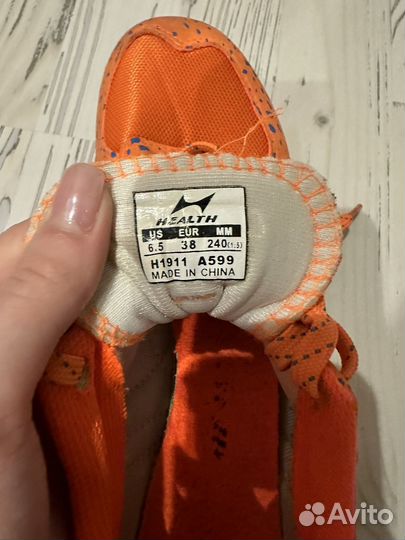 HEALTH
US EUR MM
6.5 38 240(1.5)
H1911 A599
MADE IN CHINA
Avito